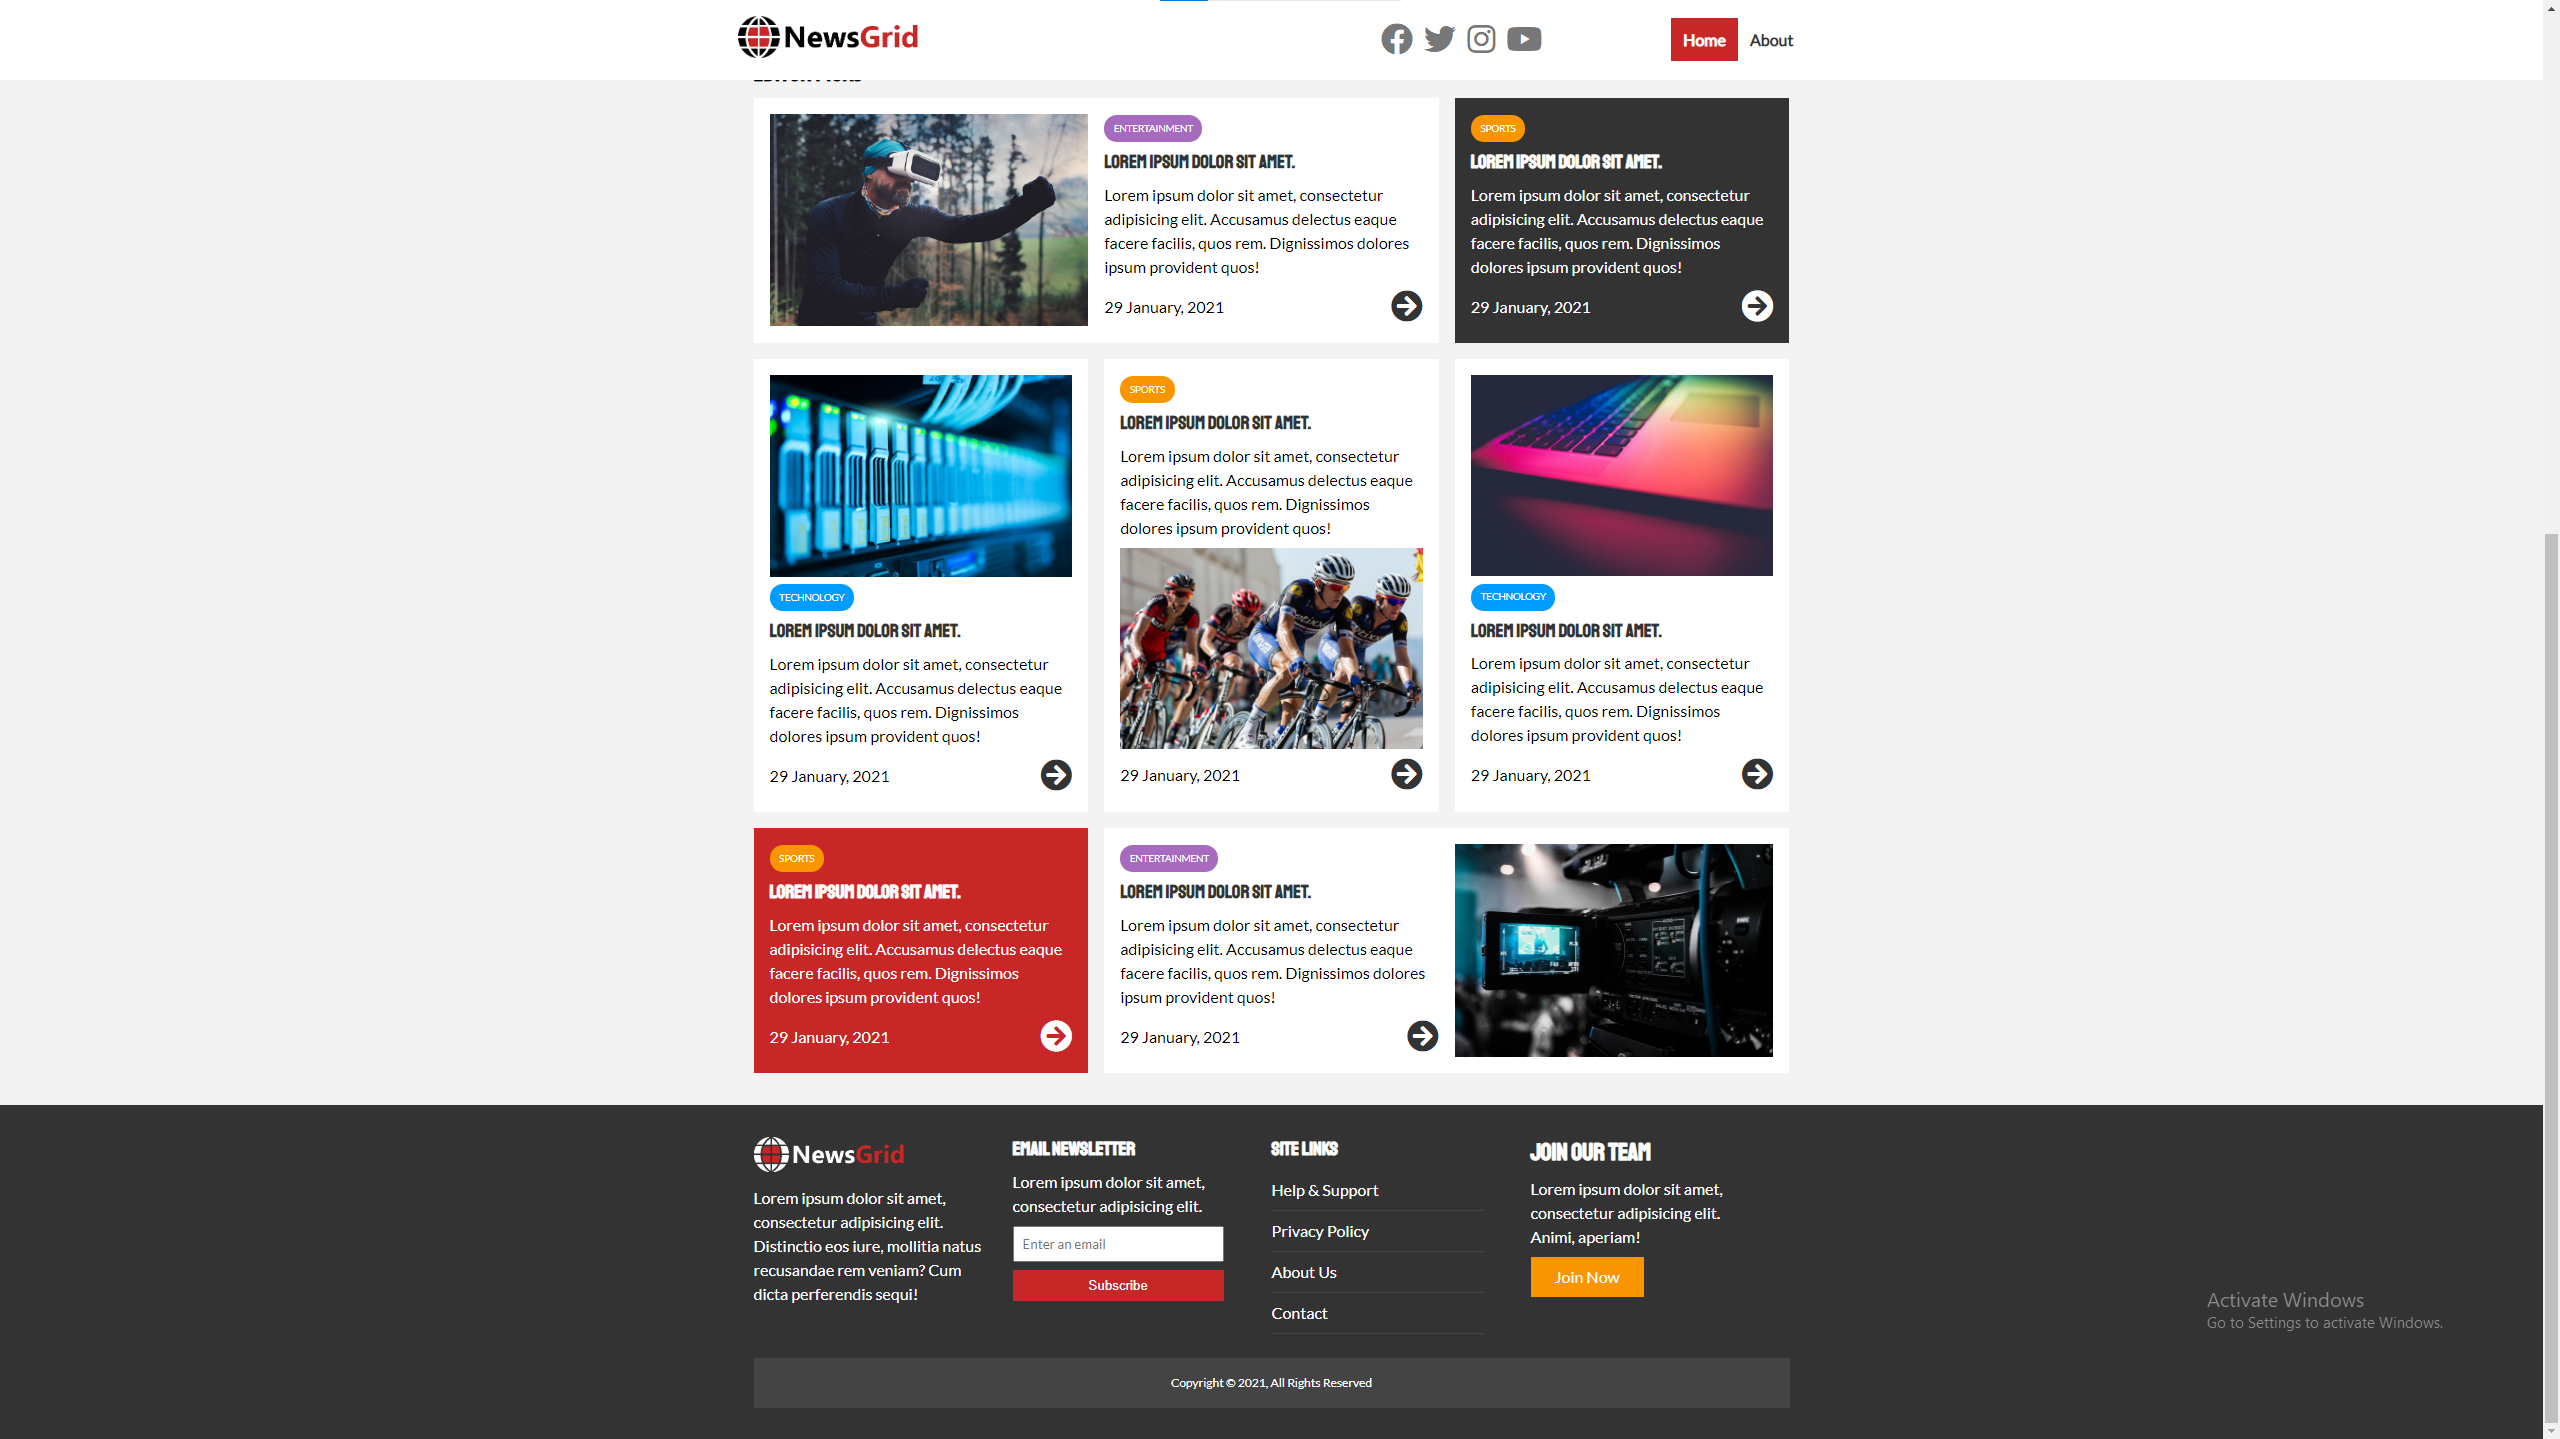 NewsGrid
Home
About
ENTERTAINMENT
LOREM IPSUM DOLOR SIT AMET.
Lorem ipsum dolor sit amet, consectetur
adipisicing elit. Accusamus delectus eaque
facere facilis, quos rem. Dignissimos dolores
ipsum provident quos!
29 January, 2021
SPORTS
LOREM IPSUM DOLOR SIT AMET.
Lorem ipsum dolor sit amet, consectetur
adipisicing elit. Accusamus delectus eaque
facere facilis, quos rem. Dignissimos
dolores ipsum provident quos!
29 January, 2021
TECHNOLOGY
LOREM IPSUM DOLOR SIT AMET.
Lorem ipsum dolor sit amet, consectetur
adipisicing elit. Accusamus delectus eaque
facere facilis, quos rem. Dignissimos
dolores ipsum provident quos!
29 January, 2021
SPORTS
LOREM IPSUM DOLOR SIT AMET.
Lorem ipsum dolor sit amet, consectetur
adipisicing elit. Accusamus delectus eaque
facere facilis, quos rem. Dignissimos
dolores ipsum provident quos!
29 January, 2021
TECHNOLOGY
LOREM IPSUM DOLOR SIT AMET.
Lorem ipsum dolor sit amet, consectetur
adipisicing elit. Accusamus delectus eaque
facere facilis, quos rem. Dignissimos
dolores ipsum provident quos!
29 January, 2021
SPORTS
LOREM IPSUM DOLOR SIT AMET.
Lorem ipsum dolor sit amet, consectetur
adipisicing elit. Accusamus delectus eaque
facere facilis, quos rem. Dignissimos
dolores ipsum provident quos!
29 January, 2021
ENTERTAINMENT
LOREM IPSUM DOLOR SIT AMET.
Lorem ipsum dolor sit amet, consectetur
adipisicing elit. Accusamus delectus eaque
facere facilis, quos rem. Dignissimos dolores
ipsum provident quos!
29 January, 2021
NewsGrid
Lorem ipsum dolor sit amet,
consectetur adipisicing elit.
Distinctio eos iure, mollitia natus
recusandae rem veniam? Cum
dicta perferendis sequi!
EMAIL NEWSLETTER
Lorem ipsum dolor sit amet,
consectetur adipisicing elit.
Enter an email
Subscribe
SITE LINKS
Help & Support
Privacy Policy
About Us
Contact
JOIN OUR TEAM
Lorem ipsum dolor sit amet,
consectetur adipisicing elit.
Animi, aperiam!
Join Now
Activate Windows
Go to Settings to activate Windows.
Copyright © 2021, All Rights Reserved